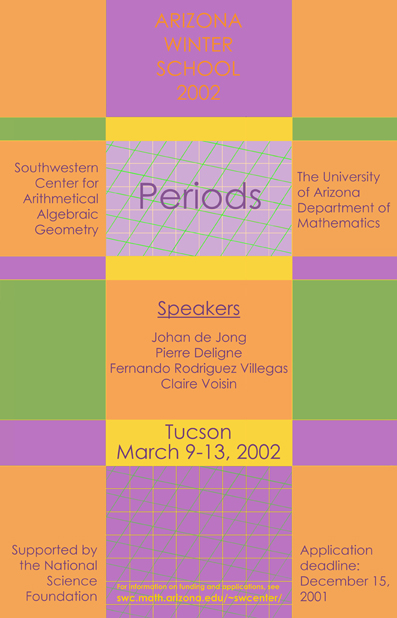 ARIZONA
WINTER
SCHOOL
2002
Southwestern
Center for
Arithmetical
Algebraic
Geometry
Periods
The University
of Arizona
Department of
Mathematics
Speakers
Johan de Jong
Pierre Deligne
Fernando Rodriguez Villegas
Claire Voisin
Tucson
March 9-13, 2002
Supported by
the National
Science
Foundation
For information on funding and applications, see
swc.math.arizona.edu/~swcenter/
Application
deadline:
December 15,
2001